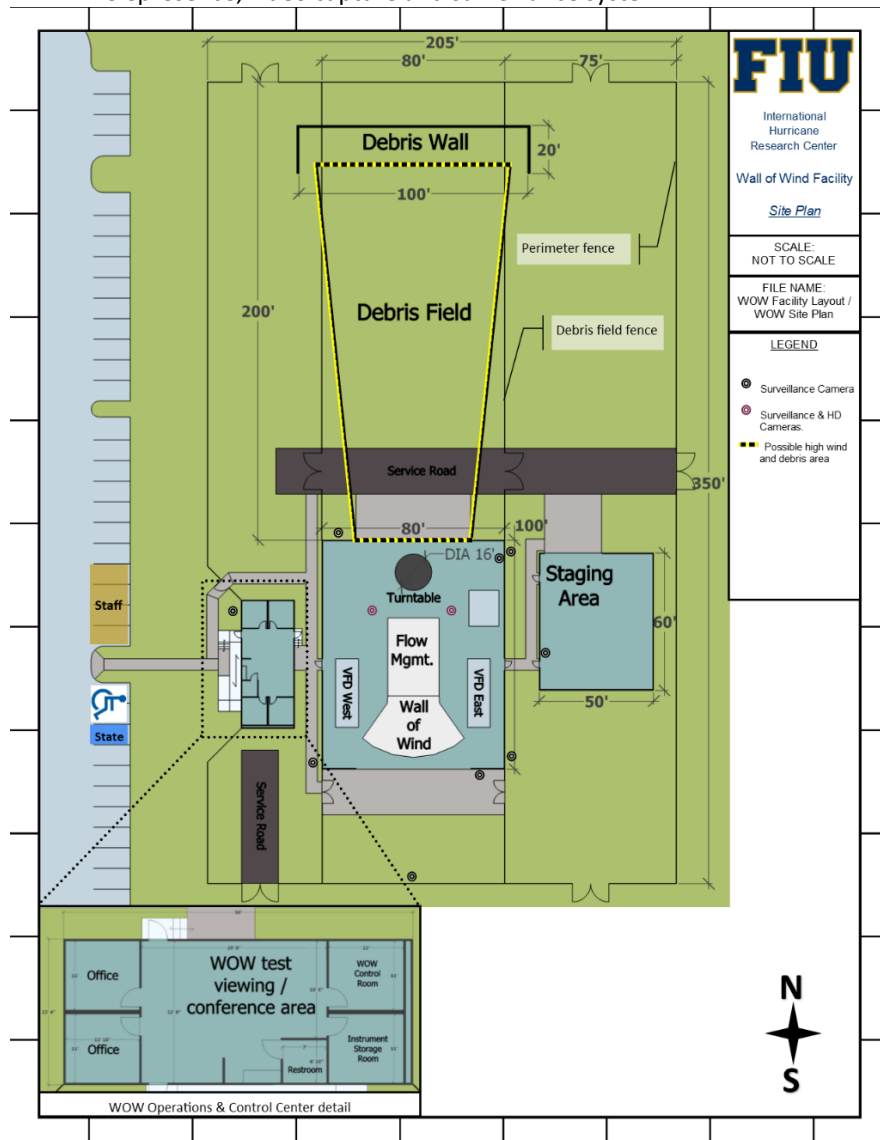 205'
80'
75'
Debris Wall
20'
100'
Perimeter fence
200'
Debris Field
Debris field fence
Service Road
350'
80'
100'
DIA 16'
Turntable
Staging
Area
Staff
60'
Flow
Mgmt.
VFD West
VFD East
Wall
of
Wind
50'
State
Service Road
FIU
International
Hurricane
Research Center
Wall of Wind Facility
Site Plan
SCALE:
NOT TO SCALE
FILE NAME:
WOW Facility Layout /
WOW Site Plan
LEGEND
Surveillance Camera
Surveillance & HD
Cameras.
Possible high wind
and debris area
Office
WOW test
viewing /
conference area
WOW
Control
Room
Office
Instrument
Storage
Room
Restroom
WOW Operations & Control Center detail
N
S